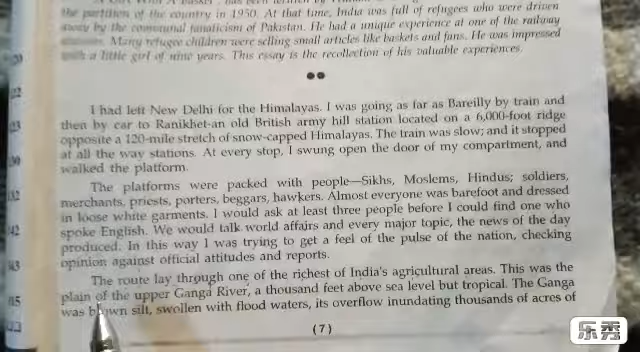 the partition of the country in 1950. At that time, India was full of refugees who were driven
away by the communal fanaticism of Pakistan. He had a unique experience at one of the railway
Many refugee children were selling small articles like baskets and fans. He was impressed
with a little girl of nine years. This essay is the recollection of his valuable experiences.
I had left New Delhi for the Himalayas. I was going as far as Bareilly by train and
then by car to Ranikhet-an old British army hill station located on a 6,000-foot ridge
opposite a 120-mile stretch of snow-capped Himalayas. The train was slow; and it stopped
at all the way stations. At every stop, I swung open the door of my compartment, and
walked the platform.
The platforms were packed with people—Sikhs, Moslems, Hindus; soldiers,
merchants, priests, porters, beggars, hawkers. Almost everyone was barefoot and dressed
in loose white garments. I would ask at least three people before I could find one who
spoke English. We would talk world affairs and every major topic, the news of the day
produced. In this way I was trying to get a feel of the pulse of the nation, checking
opinion against official attitudes and reports.
The route lay through one of the richest of India's agricultural areas. This was the
plain of the upper Ganga River, a thousand feet above sea level but tropical. The Ganga
was silt, swollen with flood waters, its overflow inundating thousands of acres of
(7)
20
22
23
30
32
42
43
乐秀